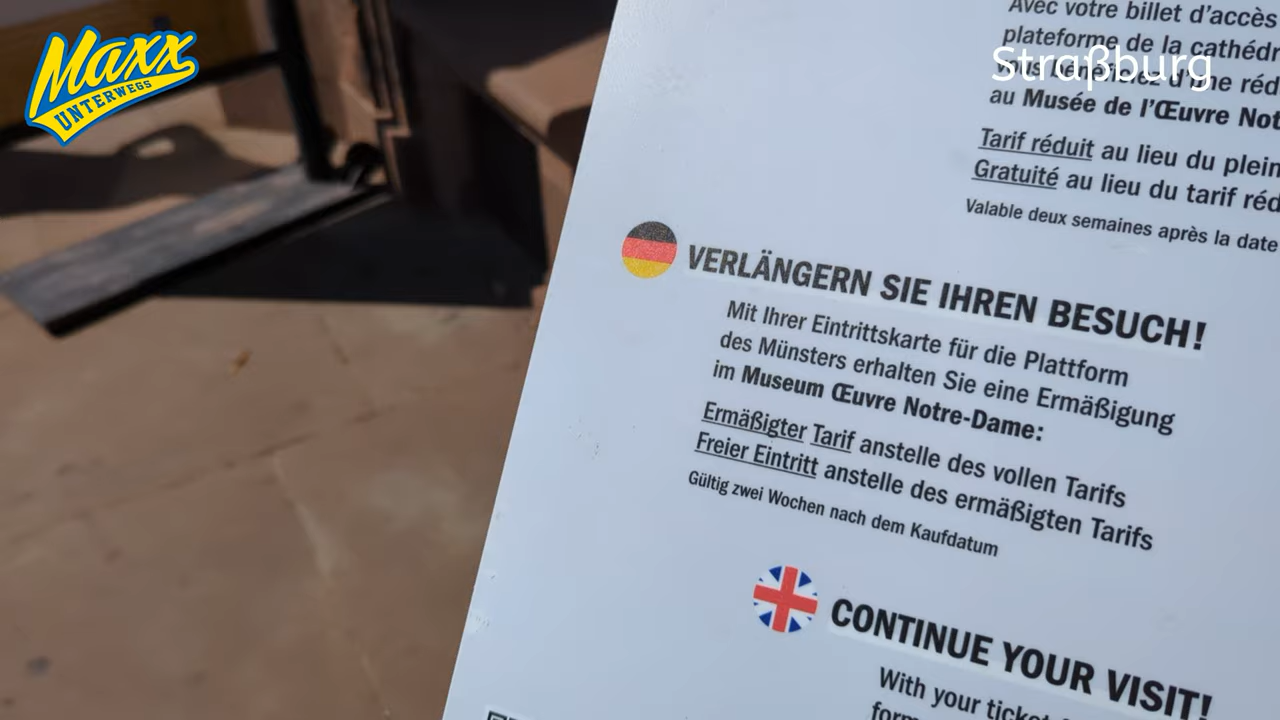 Maxx
UNTERWEGS
Straßburg
Avec votre billet d'accès
plateforme de la
vous bénéficiez d'une
au Musée de l'Œuvre
Tarif réduit au lieu du plein
Gratuité au lieu du tarif
Valable deux semaines après la date
VERLÄNGERN SIE IHREN BESUCH!
Mit Ihrer Eintrittskarte für die Plattform
des Münsters erhalten Sie eine Ermäßigung
im Museum Œuvre Notre-Dame:
Ermäßigter Tarif anstelle des vollen Tarifs
Freier Eintritt anstelle des ermäßigten Tarifs
Gültig zwei Wochen nach dem Kaufdatum
CONTINUE YOUR VISIT!
With your ticket